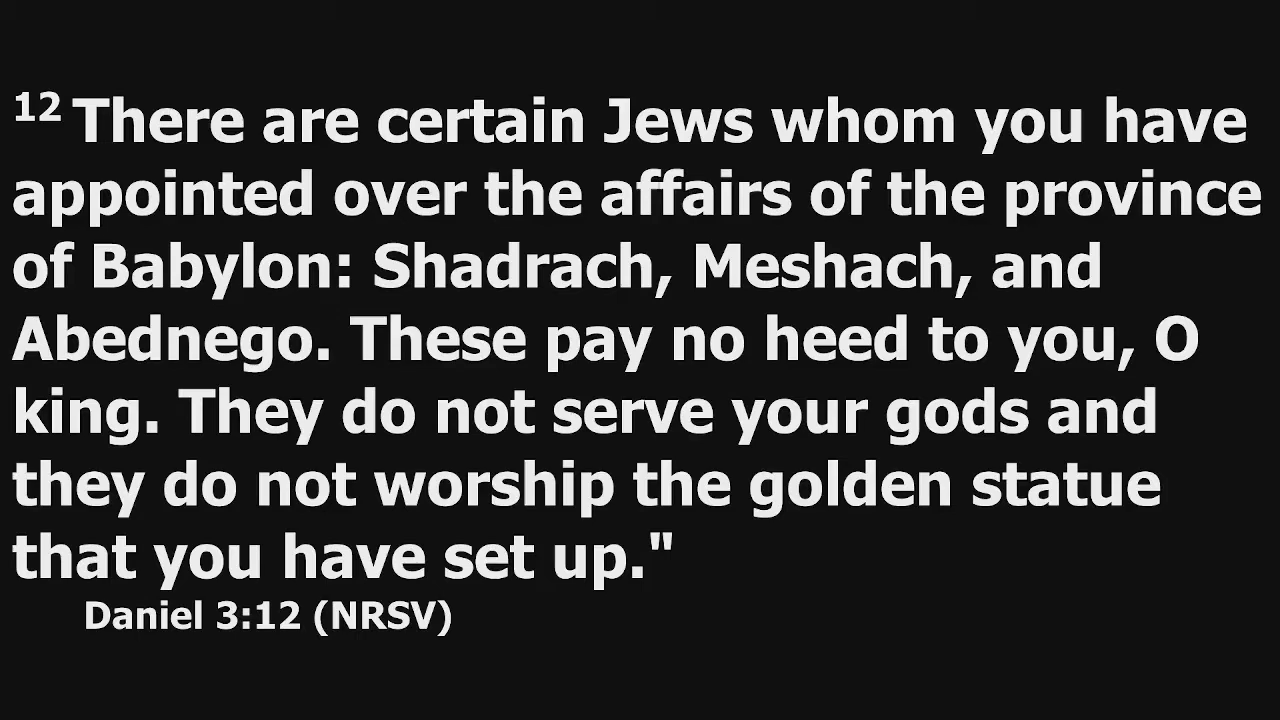 12 There are certain Jews whom you have
appointed over the affairs of the province
of Babylon: Shadrach, Meshach, and
Abednego. These pay no heed to you, O
king. They do not serve your gods and
they do not worship the golden statue
that you have set up."
Daniel 3:12 (NRSV)